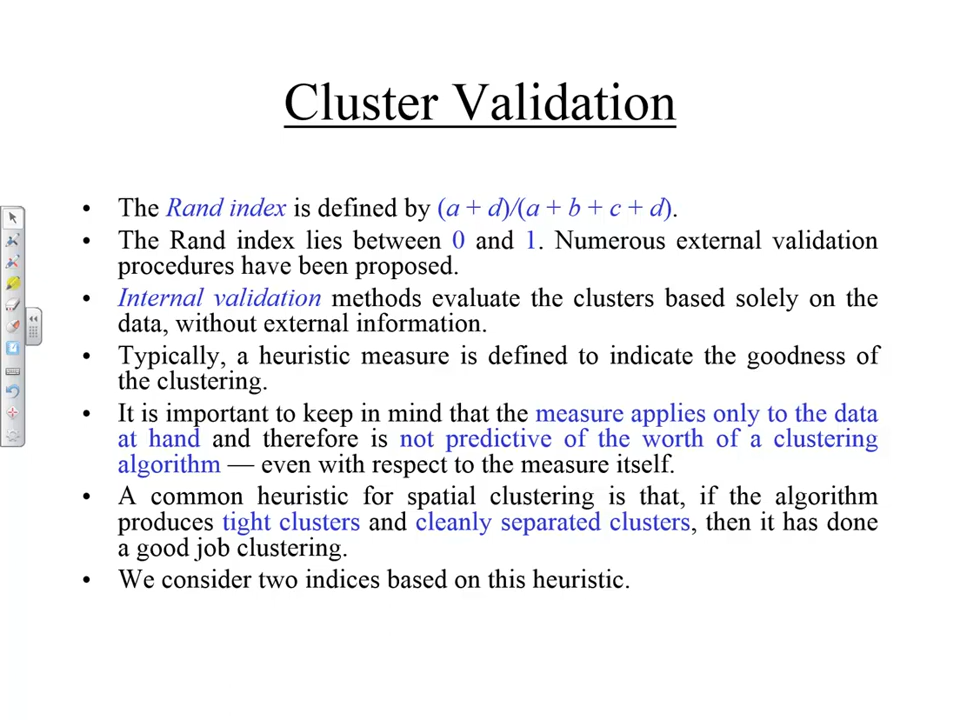 Cluster Validation
• The Rand index is defined by (a + d)/(a + b + c + d).
• The Rand index lies between 0 and 1. Numerous external validation
procedures have been proposed.
• Internal validation methods evaluate the clusters based solely on the
data, without external information.
• Typically, a heuristic measure is defined to indicate the goodness of
the clustering.
• It is important to keep in mind that the measure applies only to the data
at hand and therefore is not predictive of the worth of a clustering
algorithm — even with respect to the measure itself.
• A common heuristic for spatial clustering is that, if the algorithm
produces tight clusters and cleanly separated clusters, then it has done
a good job clustering.
• We consider two indices based on this heuristic.